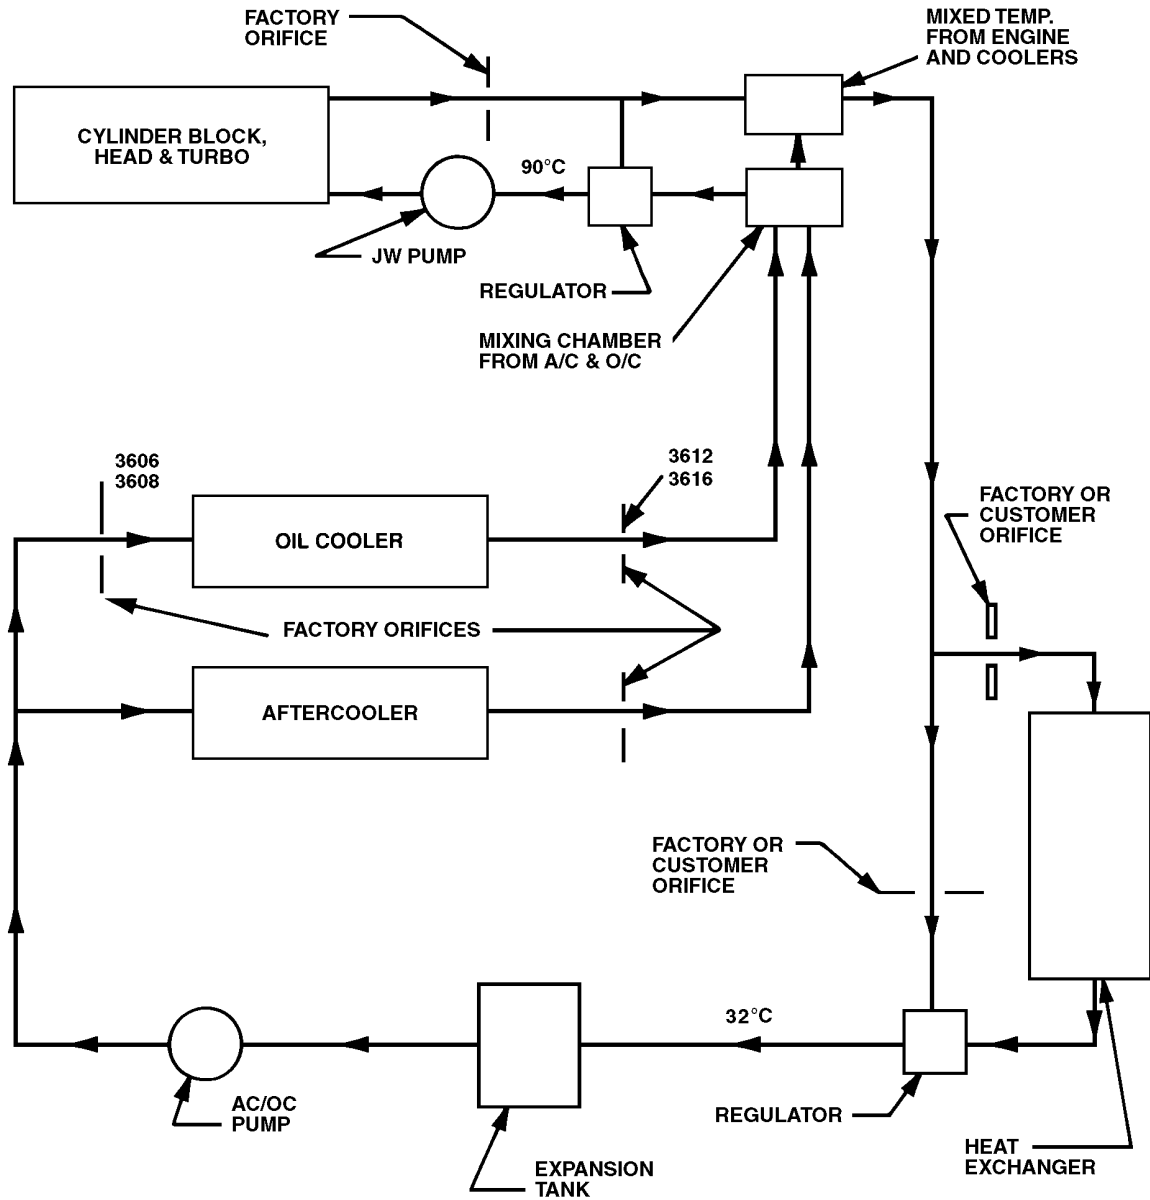 FACTORY
ORIFICE
MIXED TEMP.
FROM ENGINE
AND COOLERS
CYLINDER BLOCK,
HEAD & TURBO
90°C
JW PUMP
REGULATOR
MIXING CHAMBER
FROM A/C & O/C
3606
3608
3612
3616
FACTORY OR
CUSTOMER
ORIFICE
OIL COOLER
FACTORY ORIFICES
AFTERCOOLER
FACTORY OR
CUSTOMER
ORIFICE
32°C
AC/OC
PUMP
REGULATOR
HEAT
EXCHANGER
EXPANSION
TANK